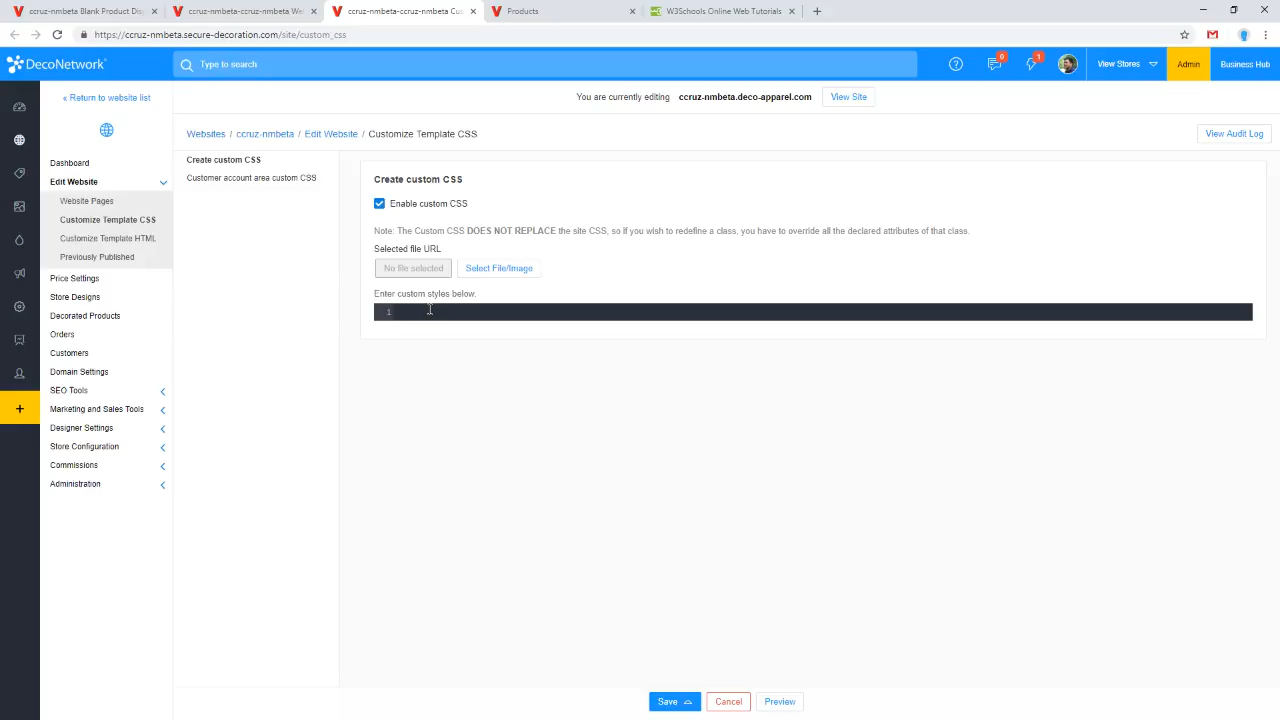 ccruz-nmbeta Blank Product Dis
ccruz-nmbeta-ccruz-nmbeta We
ccruz-nmbeta-ccruz-nmbeta Cus
Products
W3Schools Online Web Tutorials
https://ccruz-nmbeta.secure-decoration.com/site/custom_css
DecoNetwork
Type to search
0
1
View Stores
Admin
Business Hub
« Return to website list
You are currently editing ccruz-nmbeta.deco-apparel.com
View Site
Websites / ccruz-nmbeta / Edit Website / Customize Template CSS
View Audit Log
Dashboard
Edit Website
Website Pages
Customize Template CSS
Customize Template HTML
Previously Published
Price Settings
Store Designs
Decorated Products
Orders
Customers
Domain Settings
SEO Tools
Marketing and Sales Tools
Designer Settings
Store Configuration
Commissions
Administration
Create custom CSS
Customer account area custom CSS
Create custom CSS
Enable custom CSS
Note: The Custom CSS DOES NOT REPLACE the site CSS, so if you wish to redefine a class, you have to override all the declared attributes of that class.
Selected file URL
No file selected
Select File/Image
Enter custom styles below.
1
Save
Cancel
Preview